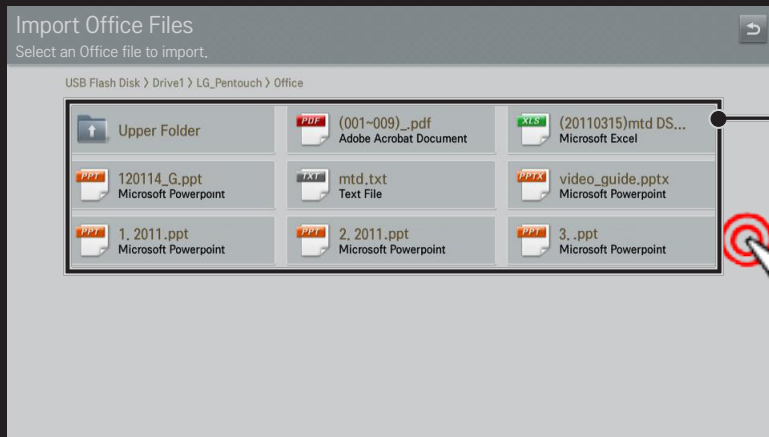 Import Office Files
Select an Office file to import.
USB Flash Disk > Drive1 > LG_Pentouch > Office
Upper Folder
PDF
(001~009)_.pdf
Adobe Acrobat Document
XLS
(20110315)mtd DS...
Microsoft Excel
PPT
120114_G.ppt
Microsoft Powerpoint
TXT
mtd.txt
Text File
PPTX
video_guide.pptx
Microsoft Powerpoint
PPT
1. 2011.ppt
Microsoft Powerpoint
PPT
2. 2011.ppt
Microsoft Powerpoint
PPT
3. .ppt
Microsoft Powerpoint